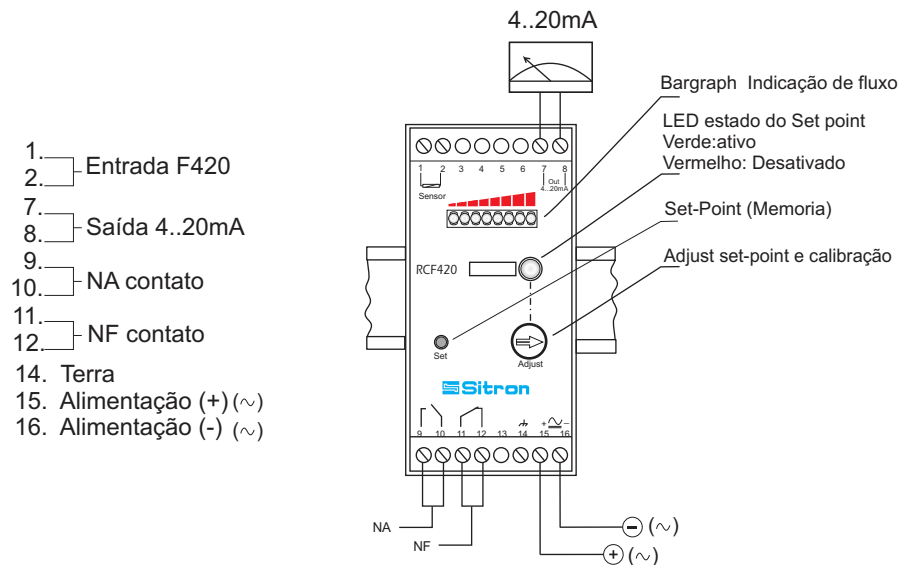 4..20mA
Bargraph Indicação de fluxo
LED estado do Set point
Verde:ativo
Vermelho: Desativado
Set-Point (Memoria)
Adjust set-point e calibração
1.
2.
Entrada F420
7.
8.
Saída 4..20mA
9.
10.
NA contato
11.
12.
NF contato
14. Terra
15. Alimentação (+) (~)
16. Alimentação (-) (~)
1 2 3 4 5 6 7 8
Sensor
Out
4...20mA
RCF420
Set
Adjust
Sitron
+ ~ –
9 10 11 12 13 14 15 16
NA
NF
– (~)
+ (~)